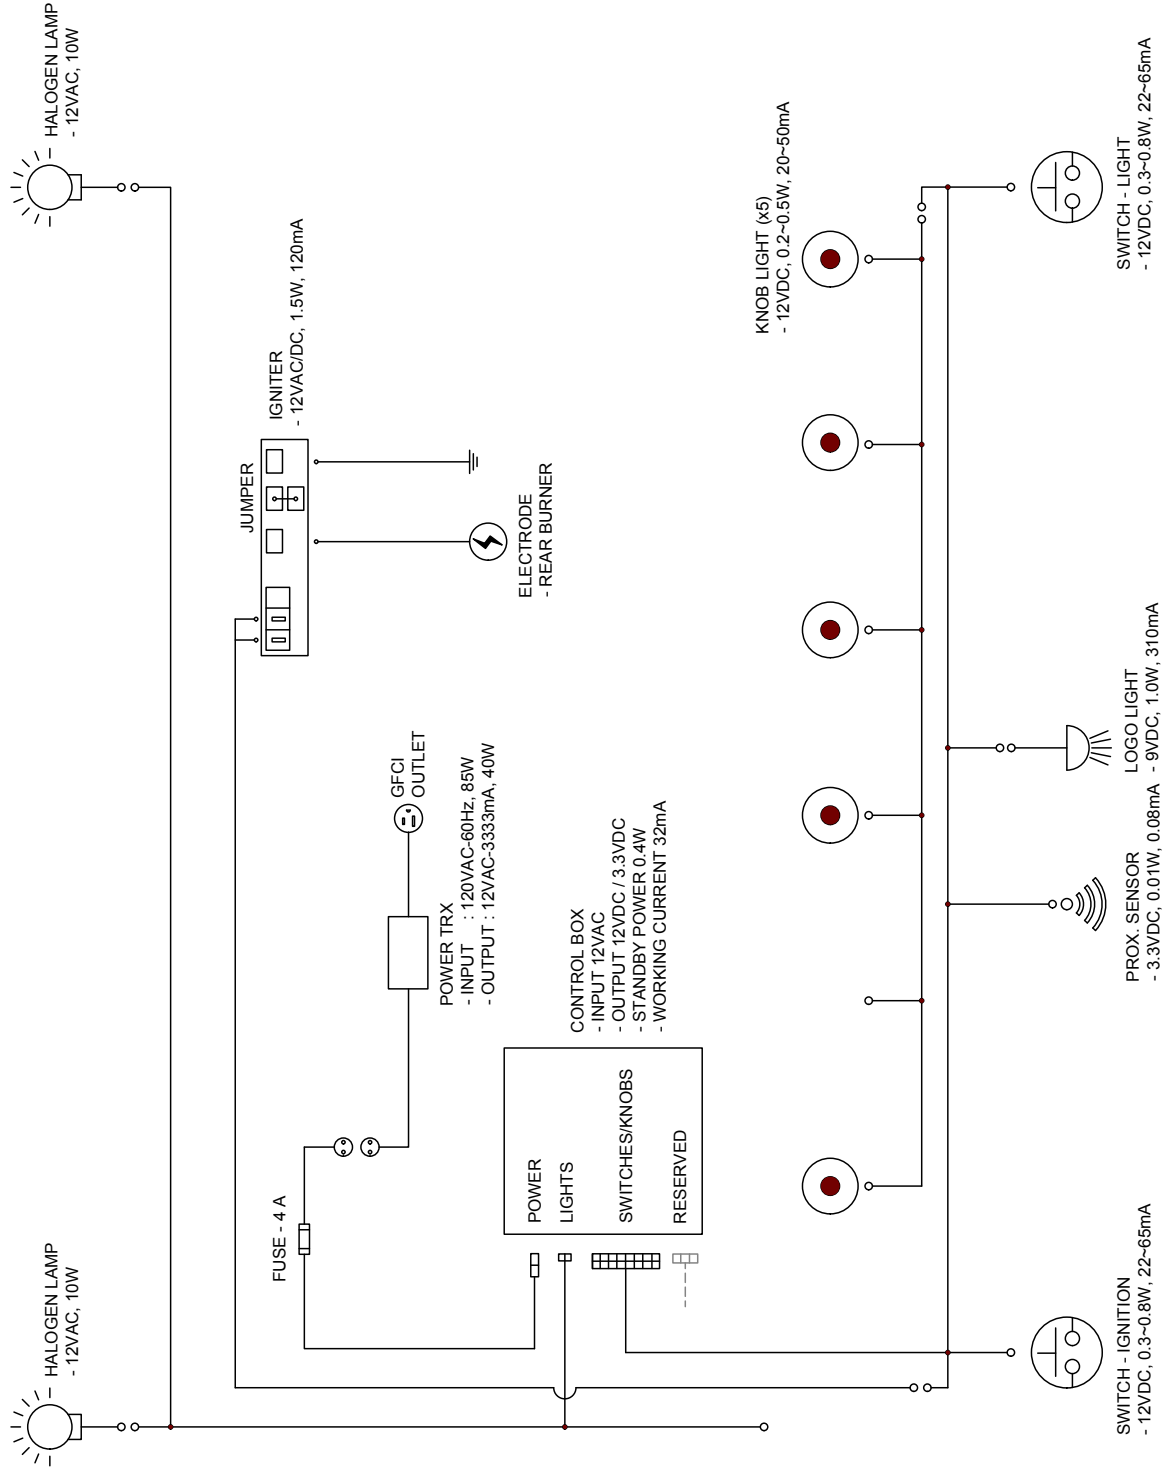 HALOGEN LAMP
- 12VAC, 10W
HALOGEN LAMP
- 12VAC, 10W
FUSE - 4 A
JUMPER
IGNITER
- 12VAC/DC, 1.5W, 120mA
GFCI
OUTLET
POWER TRX
- INPUT : 120VAC-60Hz, 85W
- OUTPUT : 12VAC-3333mA, 40W
ELECTRODE
- REAR BURNER
CONTROL BOX
- INPUT 12VAC
- OUTPUT 12VDC / 3.3VDC
- STANDBY POWER 0.4W
- WORKING CURRENT 32mA
POWER
LIGHTS
SWITCHES/KNOBS
RESERVED
KNOB LIGHT (x5)
- 12VDC, 0.2~0.5W, 20~50mA
SWITCH - IGNITION
- 12VDC, 0.3~0.8W, 22~65mA
PROX. SENSOR
- 3.3VDC, 0.01W, 0.08mA
LOGO LIGHT
- 9VDC, 1.0W, 310mA
SWITCH - LIGHT
- 12VDC, 0.3~0.8W, 22~65mA